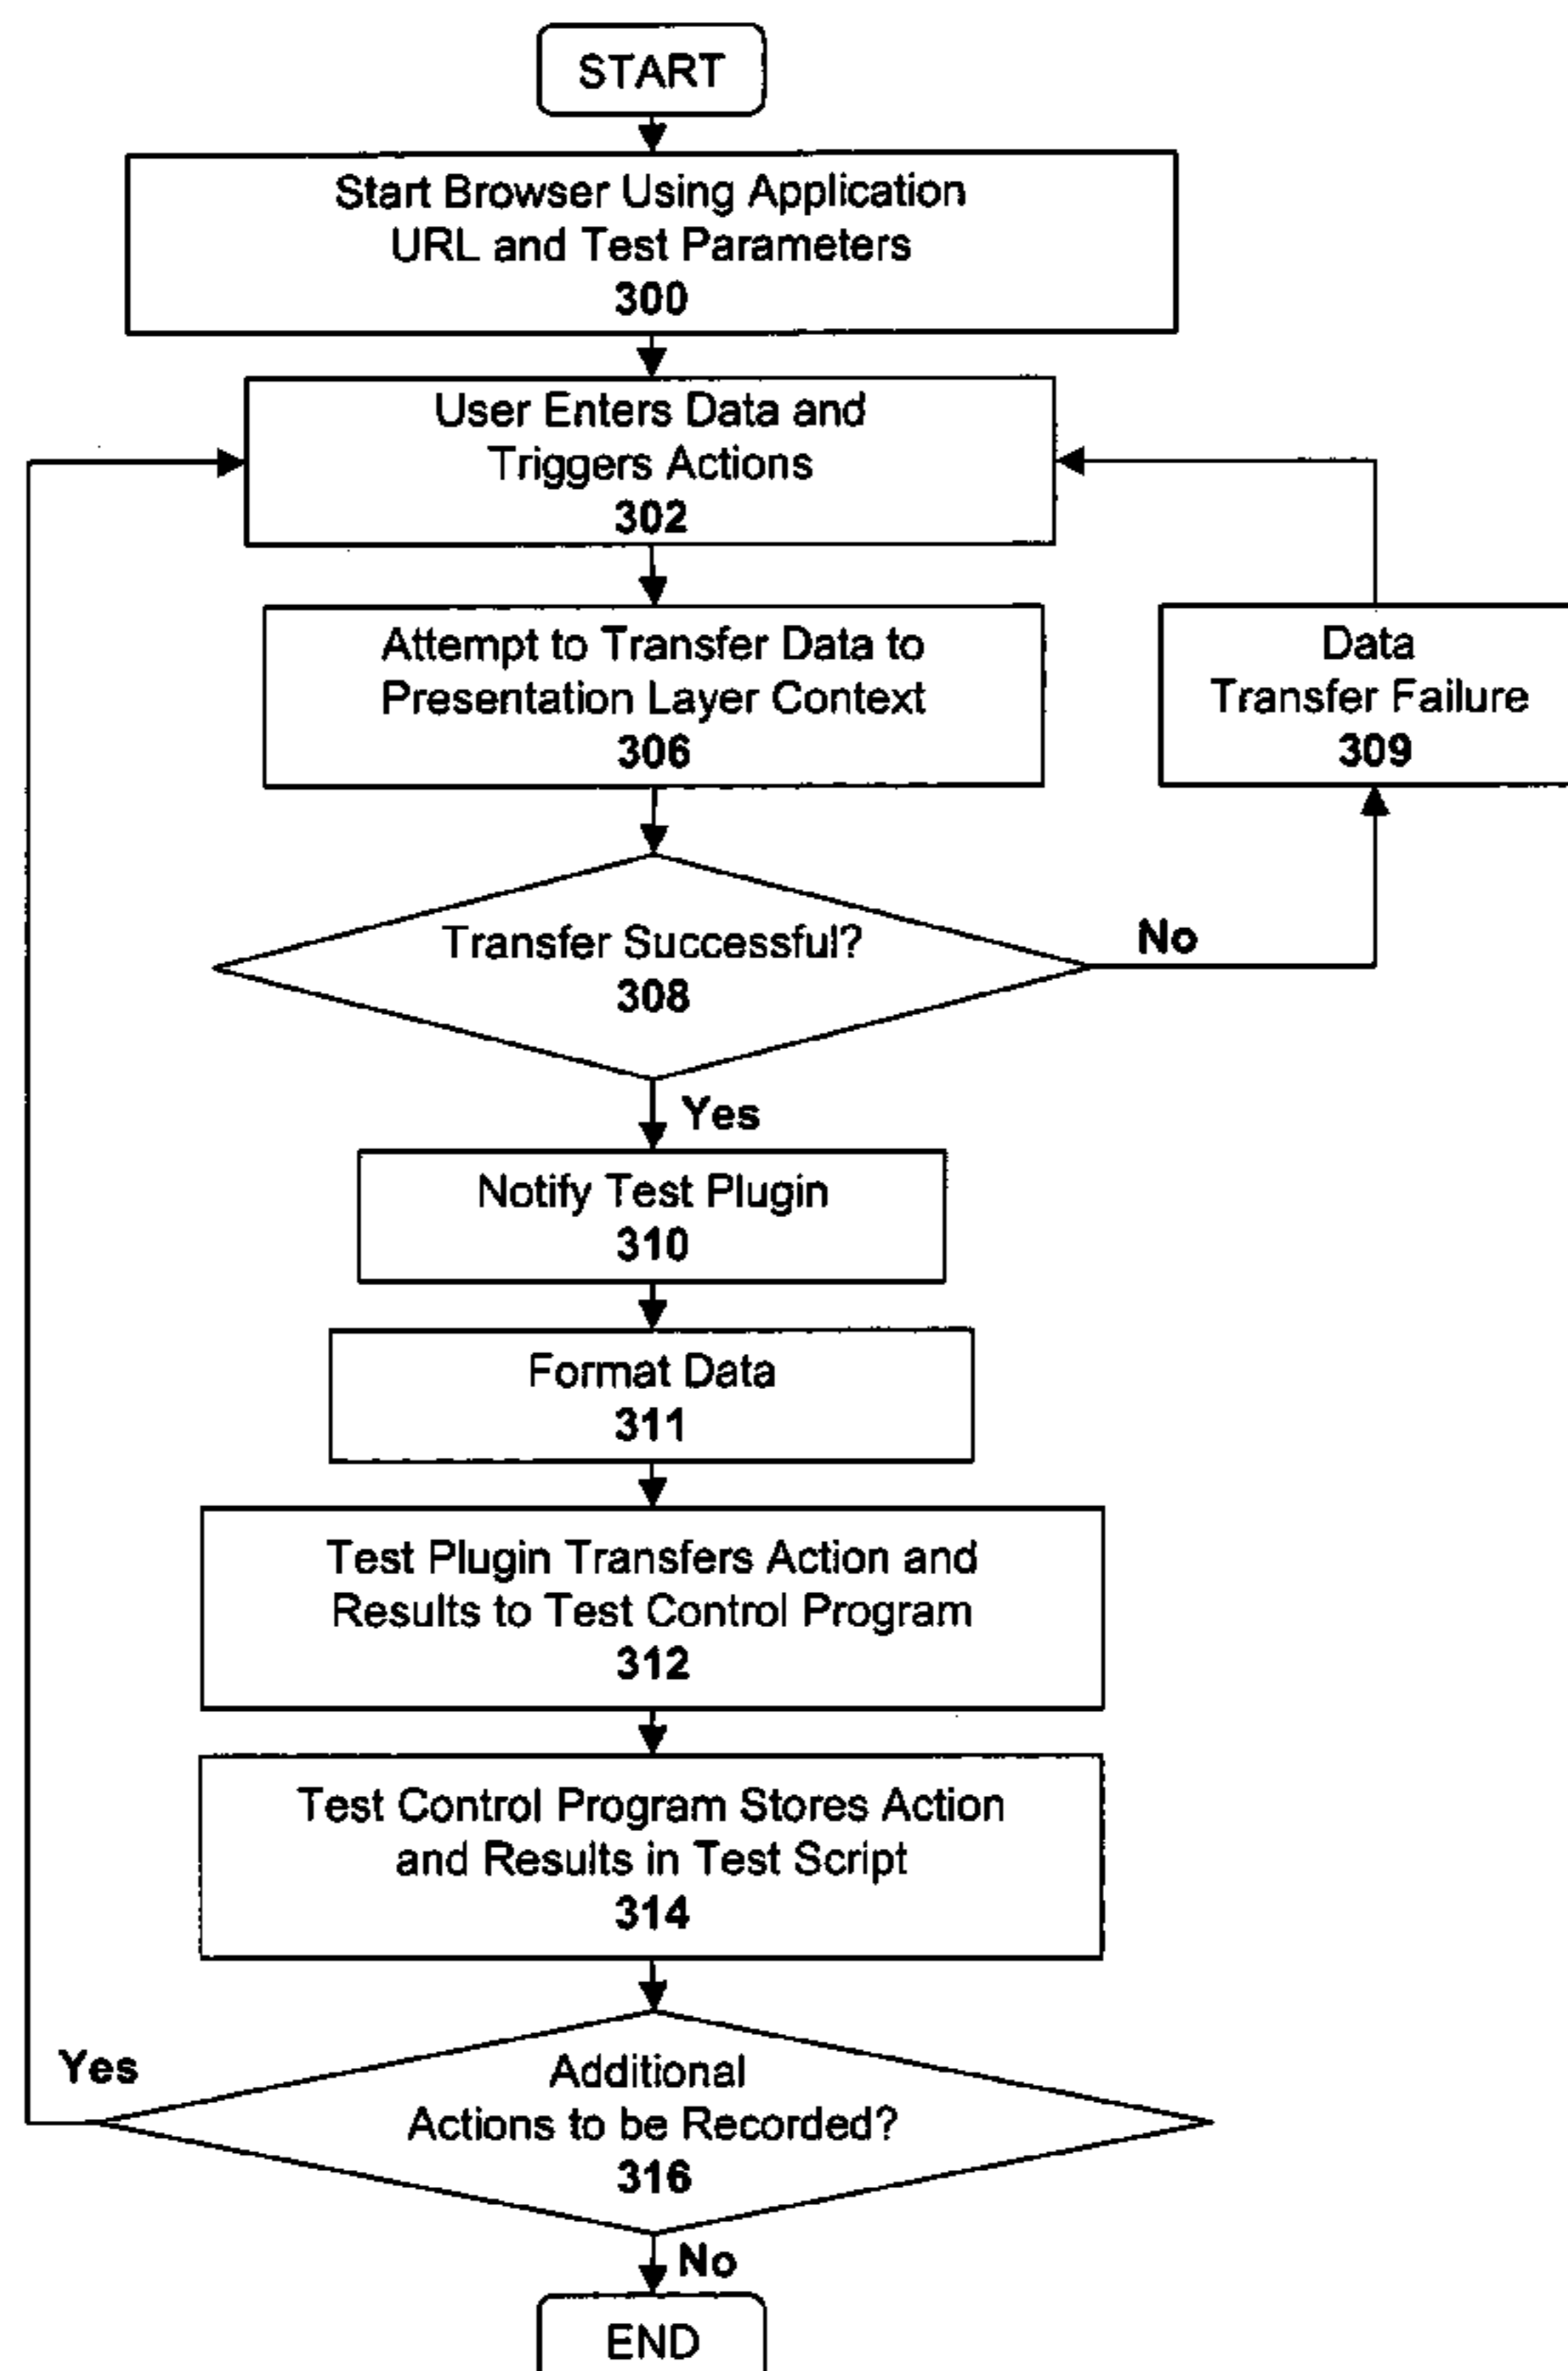 START
Start Browser Using Application
URL and Test Parameters
300
User Enters Data and
Triggers Actions
302
Attempt to Transfer Data to
Presentation Layer Context
306
Data
Transfer Failure
309
Transfer Successful?
308
No
Yes
Notify Test Plugin
310
Format Data
311
Test Plugin Transfers Action and
Results to Test Control Program
312
Test Control Program Stores Action
and Results in Test Script
314
Yes
Additional
Actions to be Recorded?
316
No
END